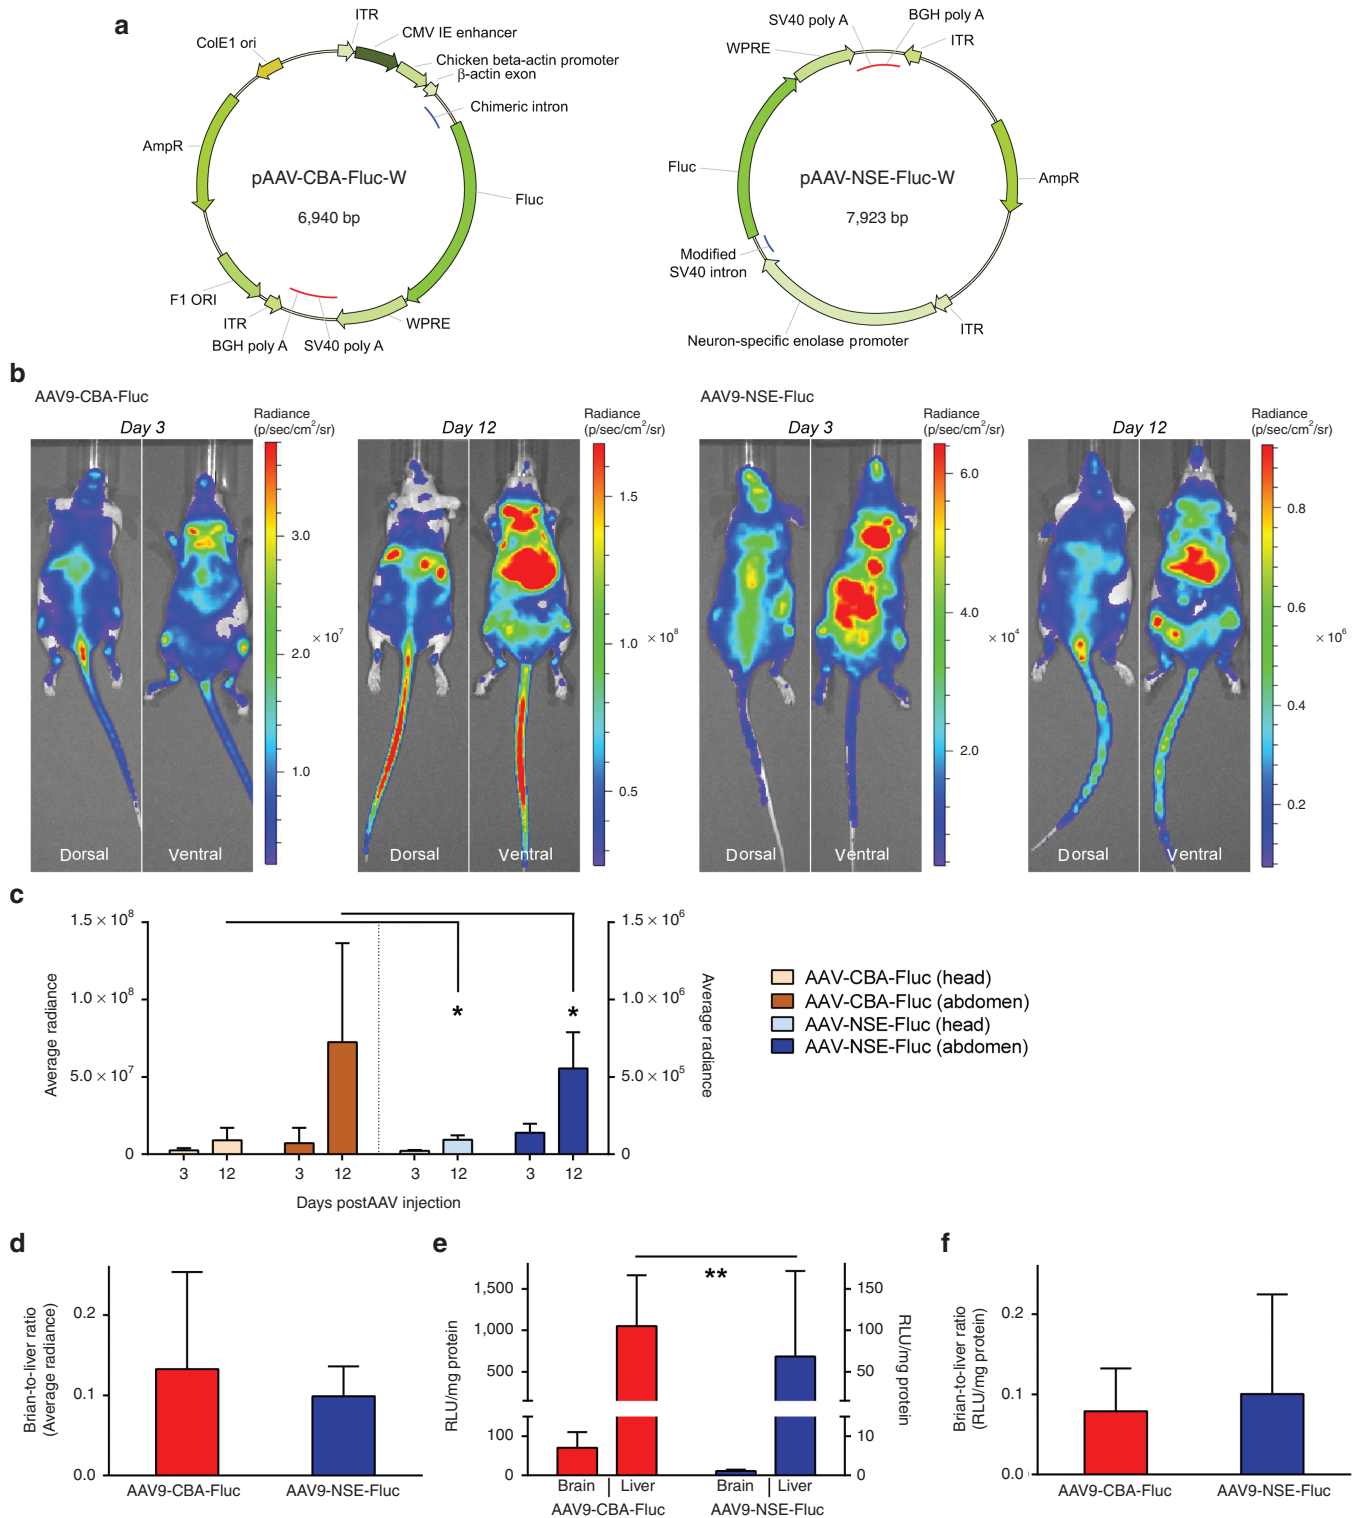 a
ITR
CMV IE enhancer
ColE1 ori
Chicken beta-actin promoter
β-actin exon
Chimeric intron
AmpR
pAAV-CBA-Fluc-W
6,940 bp
Fluc
F1 ORI
ITR
BGH poly A
SV40 poly A
WPRE
SV40 poly A
BGH poly A
ITR
WPRE
Fluc
pAAV-NSE-Fluc-W
7,923 bp
AmpR
Modified
SV40 intron
ITR
Neuron-specific enolase promoter
b
AAV9-CBA-Fluc
Day 3
Radiance
(p/sec/cm²/sr)
3.0
× 10⁷
2.0
1.0
Dorsal
Ventral
Day 12
Radiance
(p/sec/cm²/sr)
1.5
1.0
× 10⁸
0.5
Dorsal
Ventral
AAV9-NSE-Fluc
Day 3
Radiance
(p/sec/cm²/sr)
6.0
4.0
× 10⁴
2.0
Dorsal
Ventral
Day 12
Radiance
(p/sec/cm²/sr)
0.8
0.6
× 10⁶
0.4
0.2
Dorsal
Ventral
c
Average radiance
1.5 × 10⁸
1.0 × 10⁸
5.0 × 10⁷
0
* *
1.5 × 10⁶
1.0 × 10⁶
5.0 × 10⁵
0
Average radiance
3 12 3 12 3 12 3 12
Days postAAV injection
AAV-CBA-Fluc (head)
AAV-CBA-Fluc (abdomen)
AAV-NSE-Fluc (head)
AAV-NSE-Fluc (abdomen)
d
Brian-to-liver ratio
(Average radiance)
0.2
0.1
0.0
AAV9-CBA-Fluc AAV9-NSE-Fluc
e
RLU/mg protein
1,500
1,000
500
100
0
**
150
100
50
10
0
RLU/mg protein
Brain Liver Brain Liver
AAV9-CBA-Fluc AAV9-NSE-Fluc
f
Brian-to-liver ratio
(RLU/mg protein)
0.2
0.1
0.0
AAV9-CBA-Fluc AAV9-NSE-Fluc